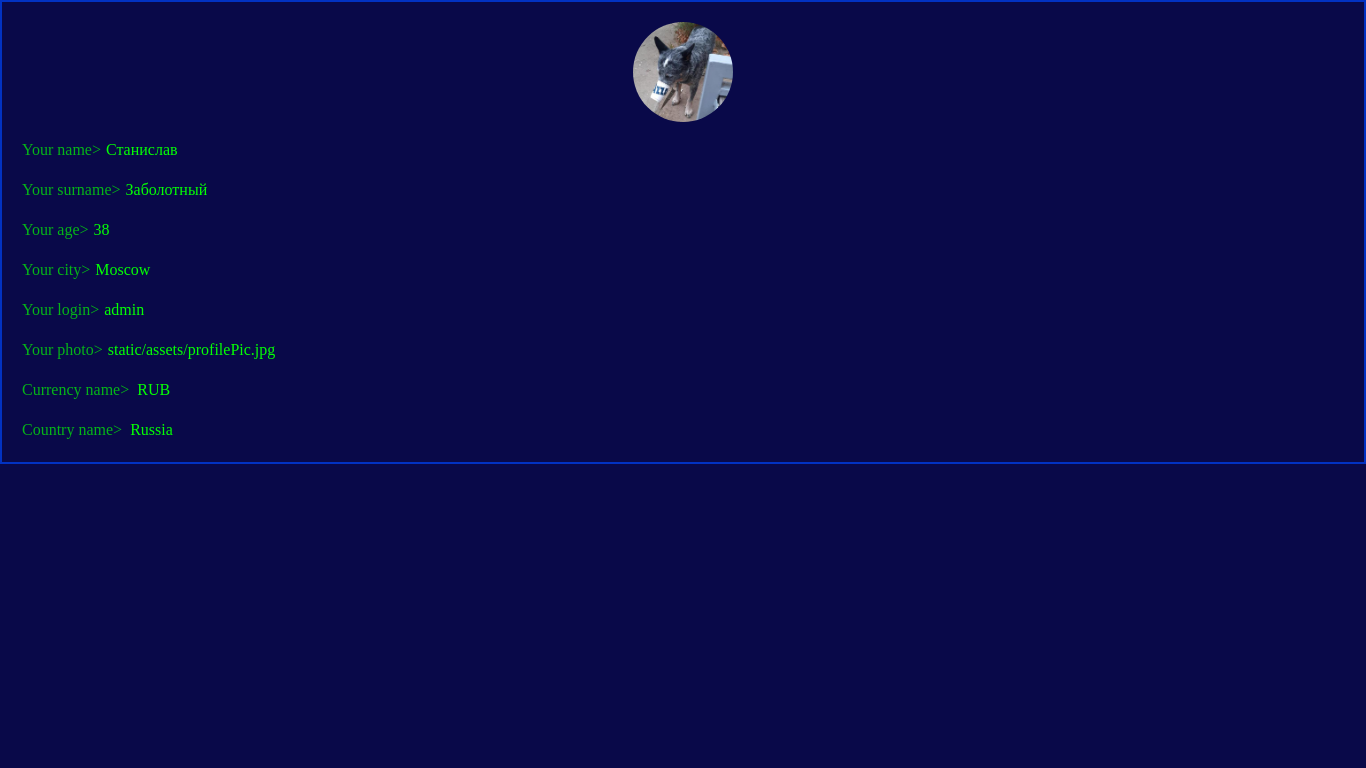 Your name> Станислав
Your surname> Заболотный
Your age> 38
Your city> Moscow
Your login> admin
Your photo> static/assets/profilePic.jpg
Currency name> RUB
Country name> Russia